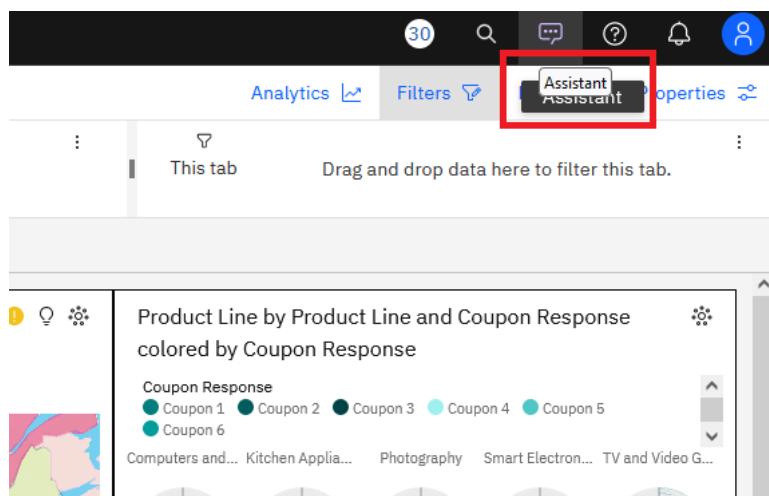 30
Assistant
Assistant
Analytics
Filters
roperties
This tab
Drag and drop data here to filter this tab.
Product Line by Product Line and Coupon Response
colored by Coupon Response
Coupon Response
Coupon 1 Coupon 2 Coupon 3 Coupon 4 Coupon 5
Coupon 6
Computers and... Kitchen Applia... Photography Smart Electron... TV and Video G...